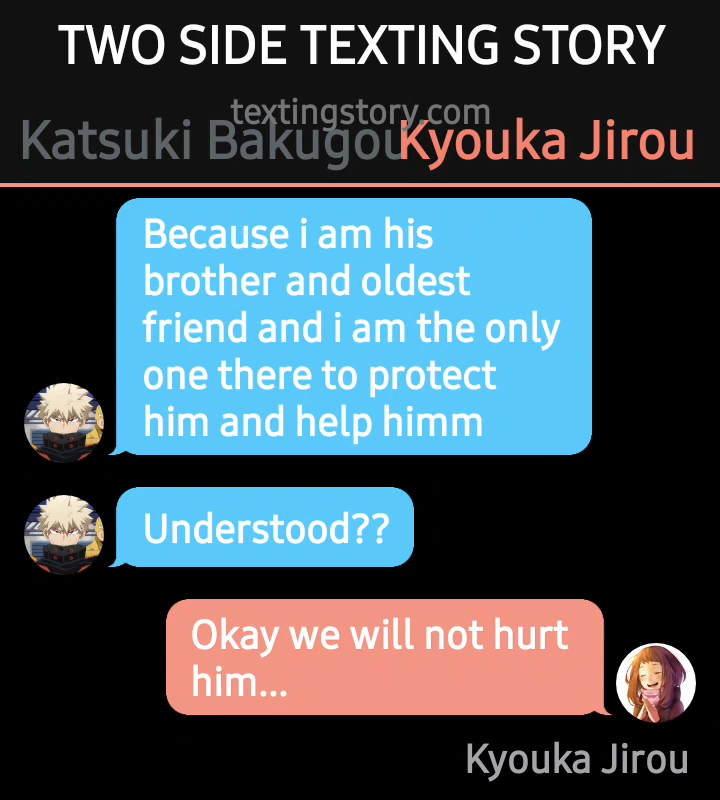 TWO SIDE TEXTING STORY
textingstory.com
Katsuki Bakugou Kyouka Jirou
Because i am his
brother and oldest
friend and i am the only
one there to protect
him and help himm
Understood??
Okay we will not hurt
him...
Kyouka Jirou